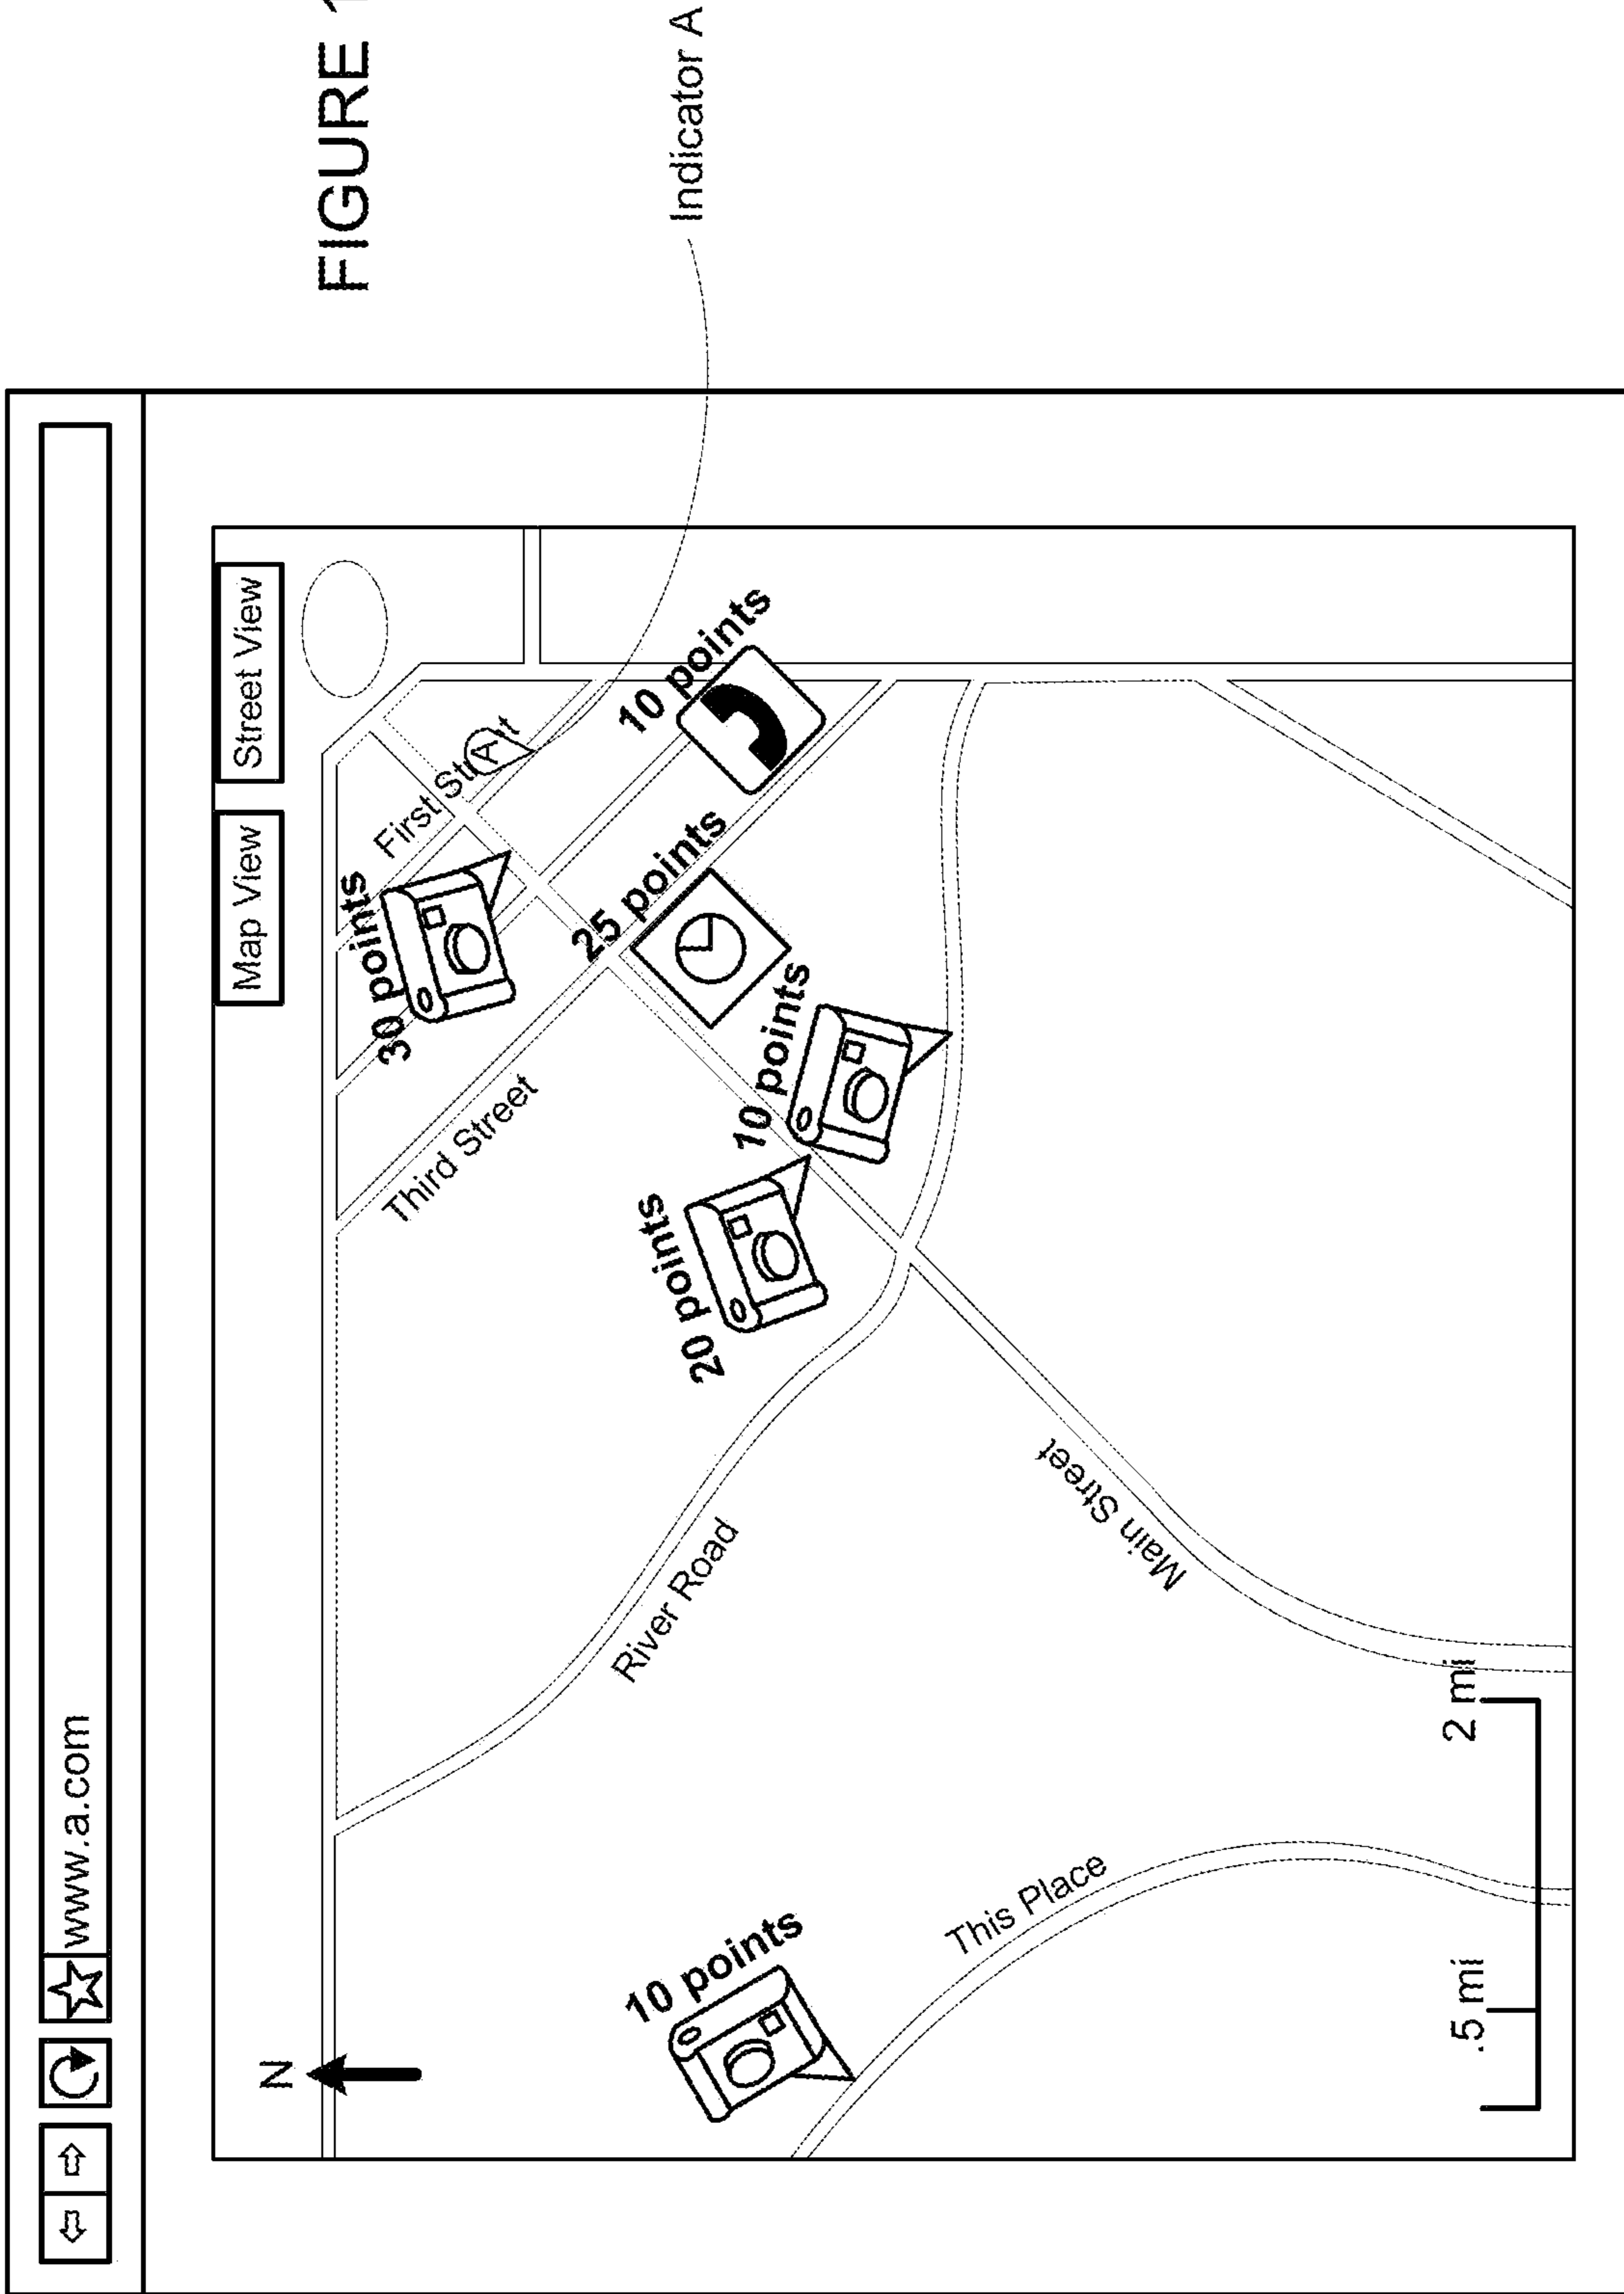 www.a.com
FIGURE 1
Map View
Street View
N
30 points
First
A
Indicator A
Third Street
25 points
10 points
20 points
10 points
River Road
10 points
Main Street
This Place
.5 mi
2 mi